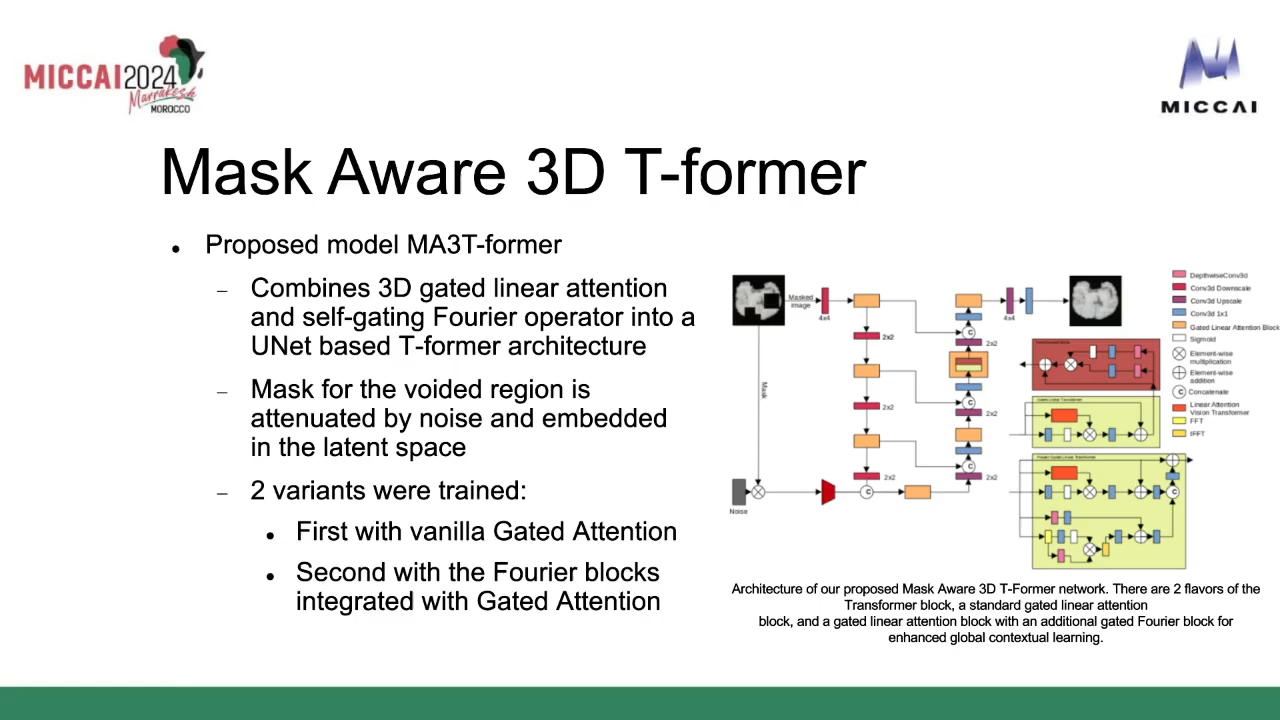 MICCAI2024
Marrakesh
MOROCCO
MICCAI
Mask Aware 3D T-former
Proposed model MA3T-former
Combines 3D gated linear attention
and self-gating Fourier operator into a
UNet based T-former architecture
Mask for the voided region is
attenuated by noise and embedded
in the latent space
2 variants were trained:
First with vanilla Gated Attention
Second with the Fourier blocks
integrated with Gated Attention
Masked
image
4x4
2x2
2x2
2x2
Mask
Noise
C
C
C
C
2x2
2x2
2x2
4x4
Gated Linear Transformer
Fourier Gated Linear Transformer
C
DepthwiseConv3d
Conv3d Downscale
Conv3d Upscale
Conv3d 1x1
Gated Linear Attention Block
Sigmoid
Element-wise
multiplication
Element-wise
addition
C Concatenate
Linear Attention
Vision Transformer
FFT
IFFT
Architecture of our proposed Mask Aware 3D T-Former network. There are 2 flavors of the
Transformer block, a standard gated linear attention
block, and a gated linear attention block with an additional gated Fourier block for
enhanced global contextual learning.